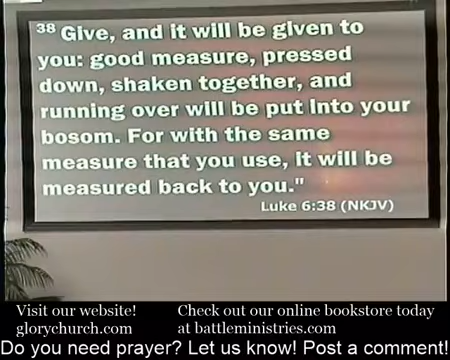 38 Give, and it will be given to
you: good measure, pressed
down, shaken together, and
running over will be put into your
bosom. For with the same
measure that you use, it will be
measured back to you."
Luke 6:38 (NKJV)
Visit our website! Check out our online bookstore today
glorychurch.com at battleministries.com
Do you need prayer? Let us know! Post a comment!